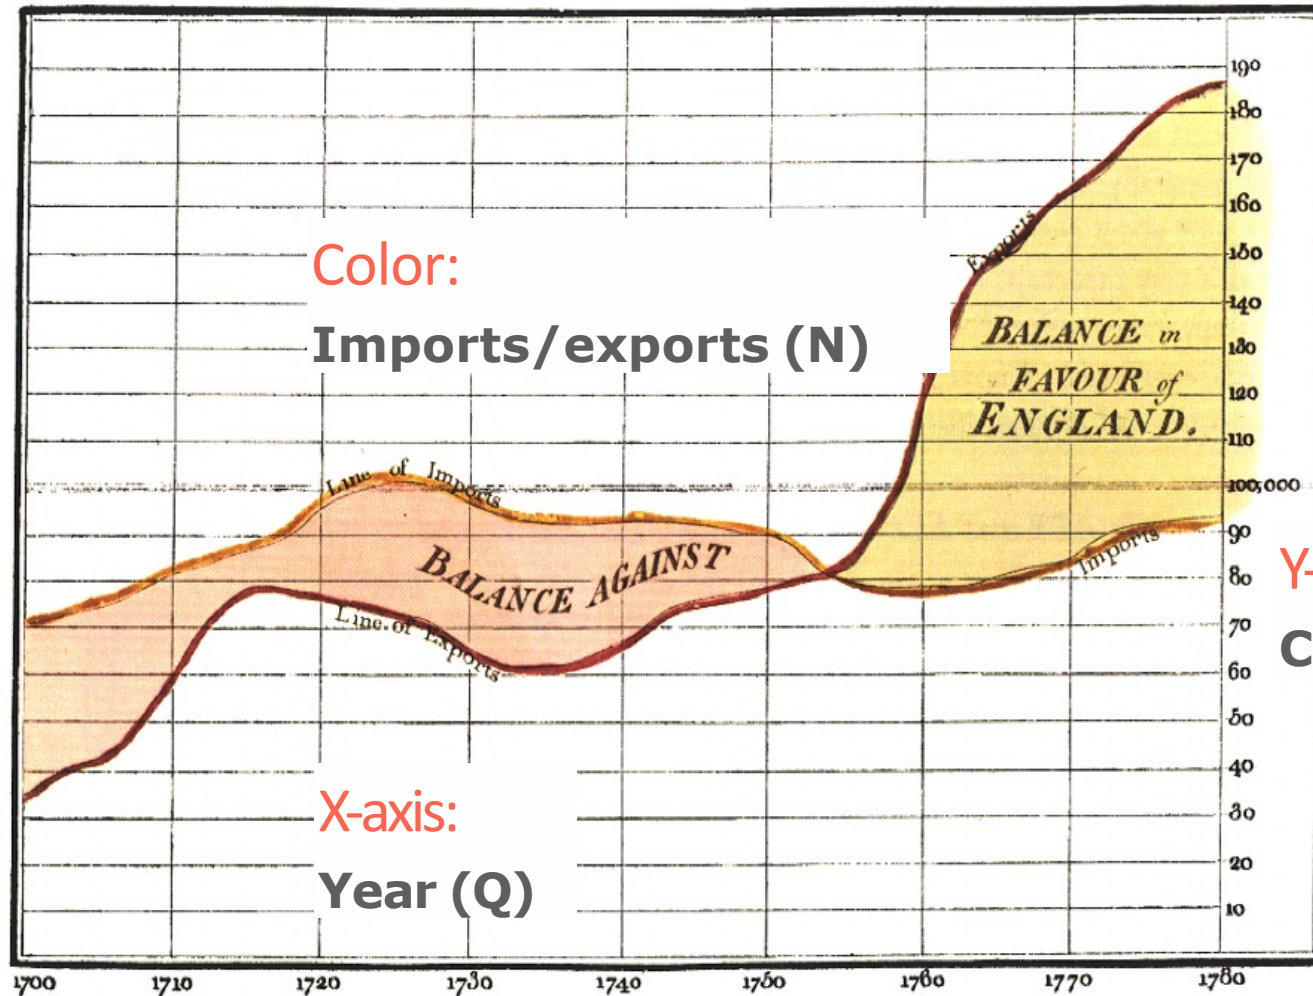 190
180
170
160
150
140
130
120
110
100,000
90
80
70
60
50
40
30
20
10
Color:
Imports/exports (N)
Exports
BALANCE in
FAVOUR of
ENGLAND.
Line of Imports
BALANCE AGAINST
Line of Exports
Imports
Y-
C
X-axis:
Year (Q)
1700 1710 1720 1730 1740 1750 1760 1770 1780